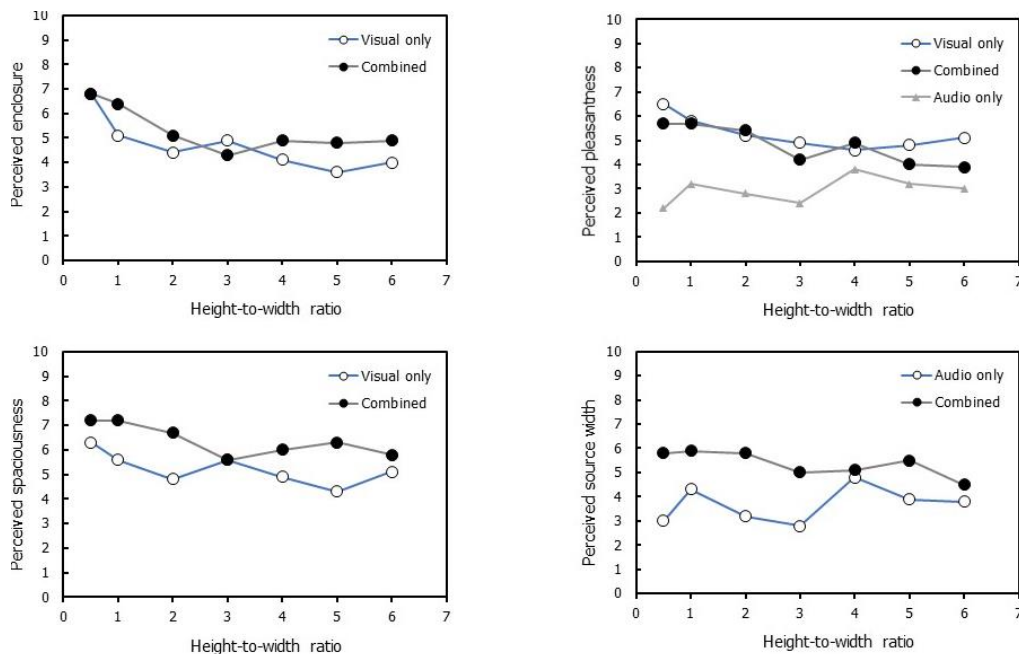 10
9
8
7
6
5
4
3
2
1
0
Perceived enclosure
Visual only
Combined
0 1 2 3 4 5 6 7
Height-to-width ratio
10
9
8
7
6
5
4
3
2
1
0
Perceived pleasantness
Visual only
Combined
Audio only
0 1 2 3 4 5 6 7
Height-to-width ratio
10
9
8
7
6
5
4
3
2
1
0
Perceived spaciousness
Visual only
Combined
0 1 2 3 4 5 6 7
Height-to-width ratio
10
9
8
7
6
5
4
3
2
1
0
Perceived source width
Audio only
Combined
0 1 2 3 4 5 6 7
Height-to-width ratio